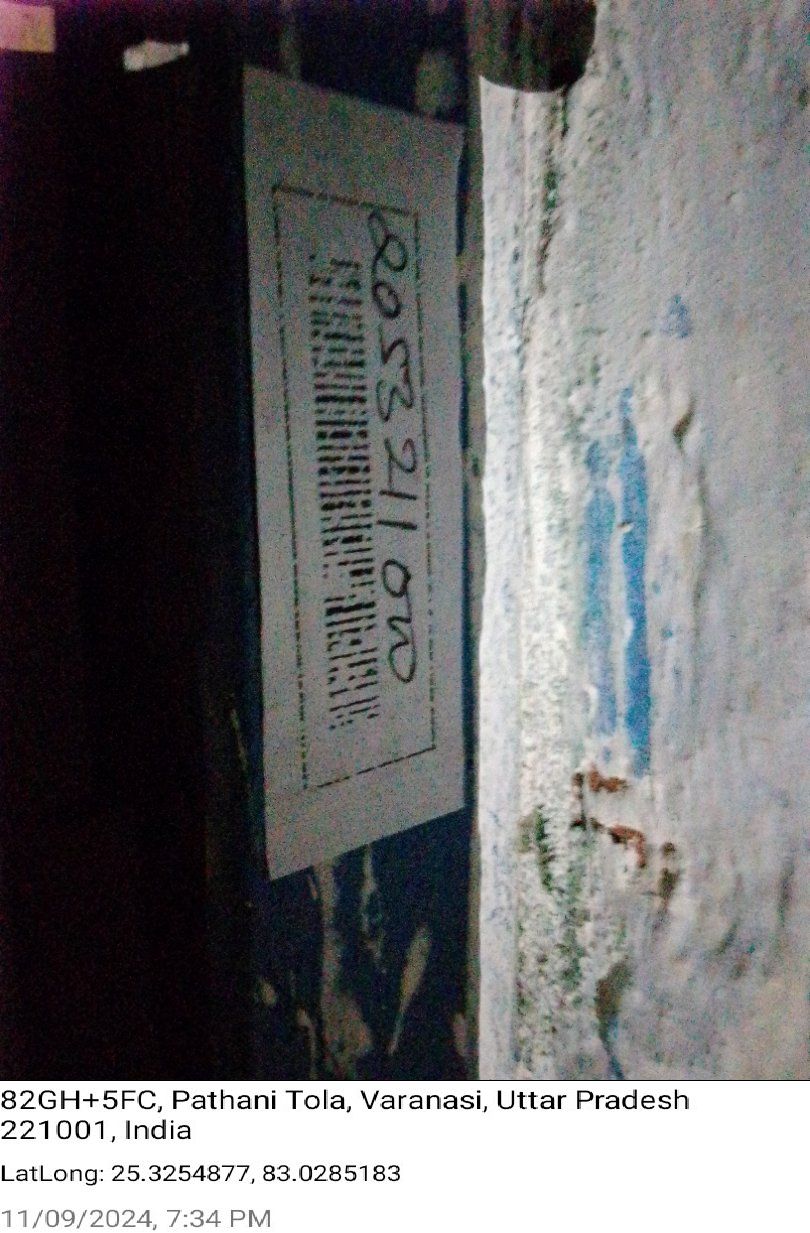 82GH+5FC, Pathani Tola, Varanasi, Uttar Pradesh
221001, India
LatLong: 25.3254877, 83.0285183
11/09/2024, 7:34 PM